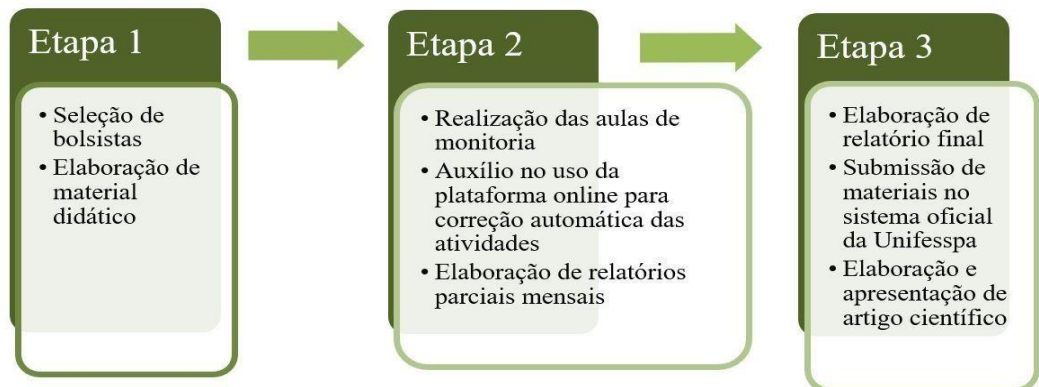 Etapa 1
• Seleção de
bolsistas
• Elaboração de
material
didático
Etapa 2
• Realização das aulas de
monitoria
• Auxílio no uso da
plataforma online para
correção automática das
atividades
• Elaboração de relatórios
parciais mensais
Etapa 3
• Elaboração de
relatório final
• Submissão de
materiais no
sistema oficial
da Unifesspa
• Elaboração e
apresentação de
artigo científico